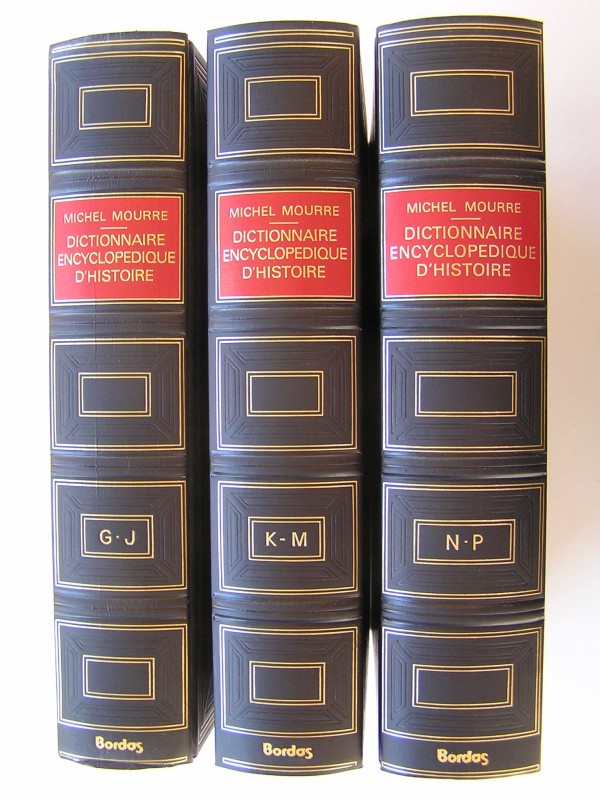 MICHEL MOURRE
DICTIONNAIRE
ENCYCLOPEDIQUE
D'HISTOIRE
G·J
Bordas
MICHEL MOURRE
DICTIONNAIRE
ENCYCLOPEDIQUE
D'HISTOIRE
K-M
Bordas
MICHEL MOURRE
DICTIONNAIRE
ENCYCLOPEDIQUE
D'HISTOIRE
N·P
Bordas